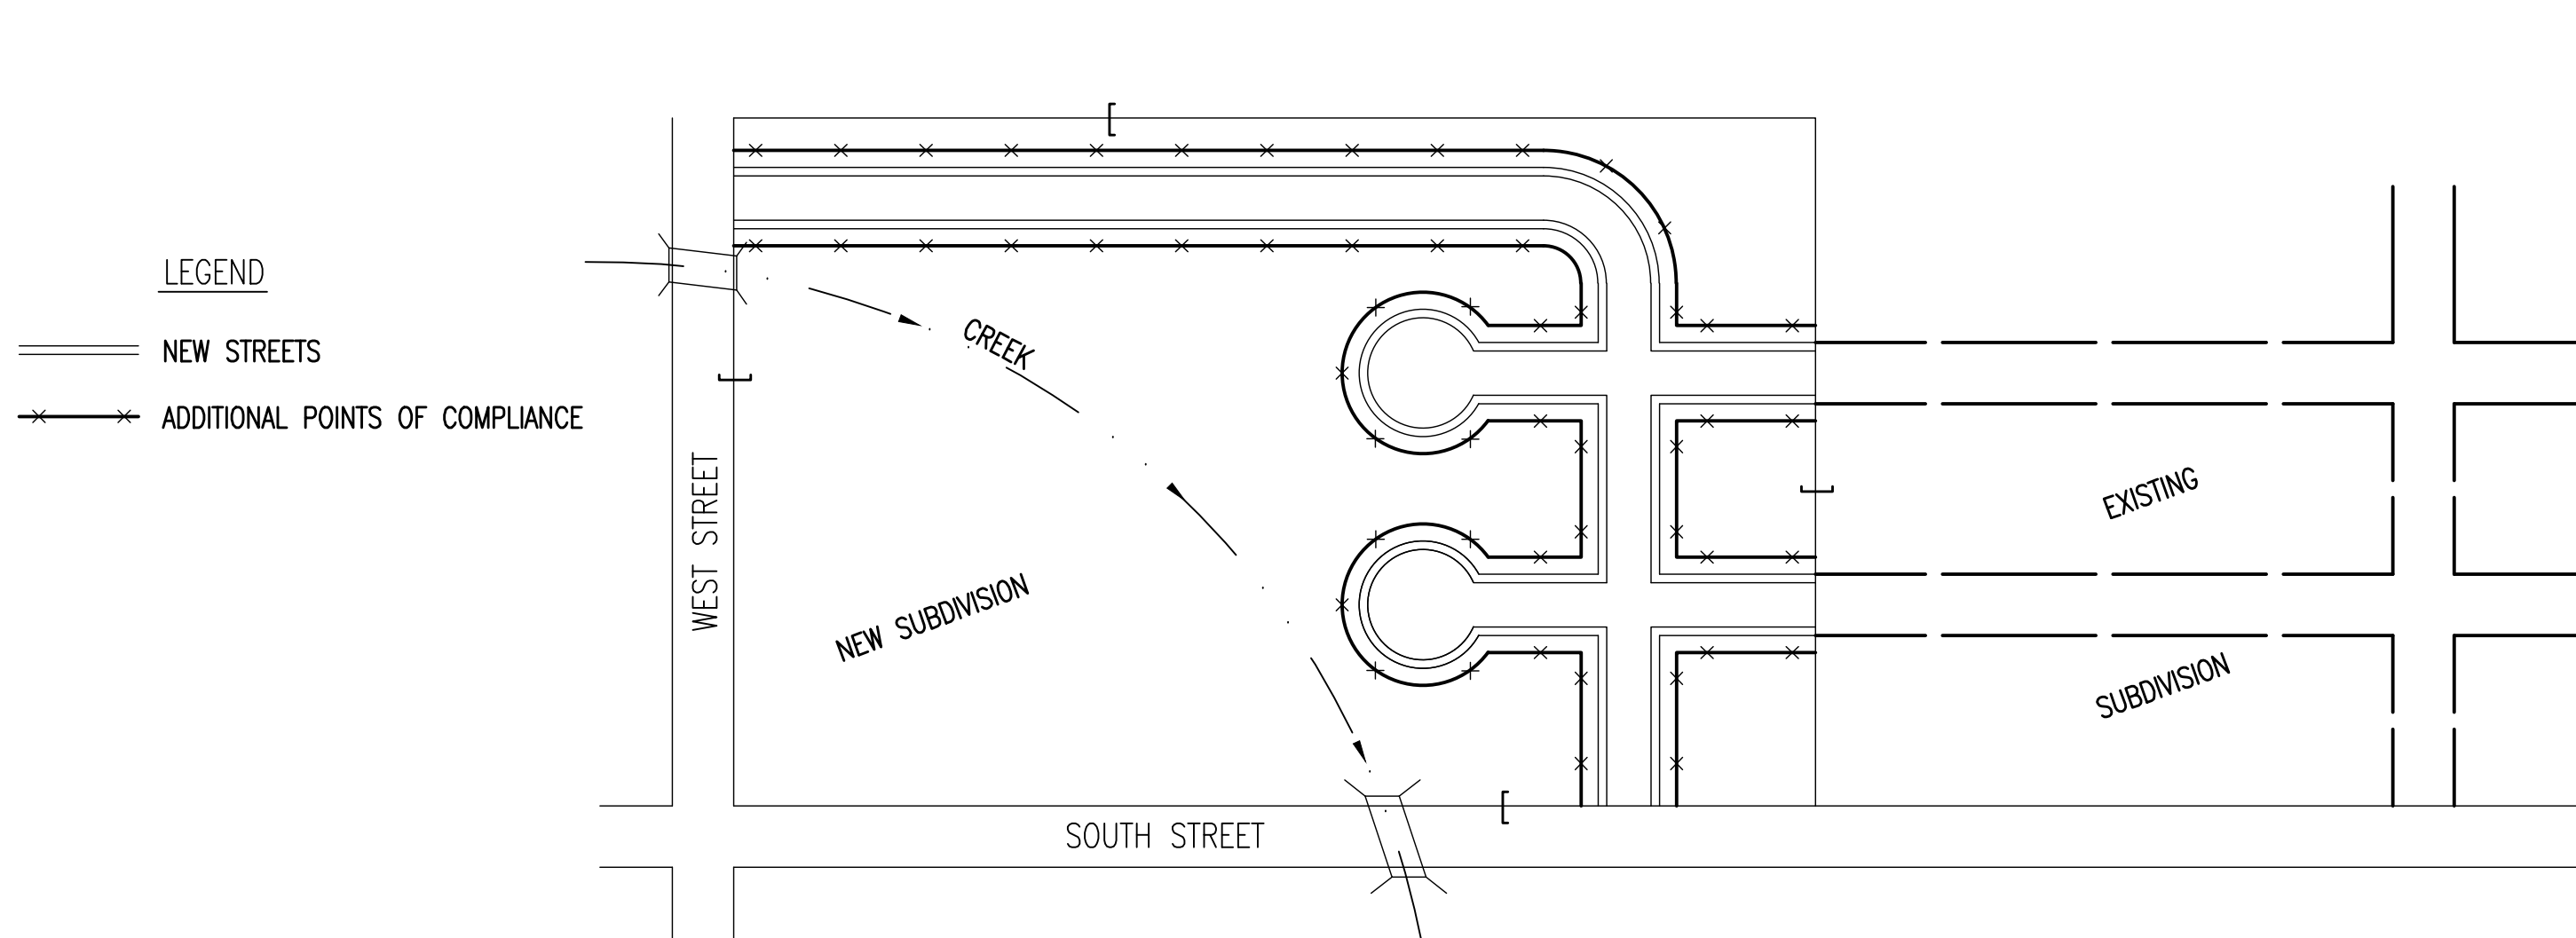 LEGEND
NEW STREETS
ADDITIONAL POINTS OF COMPLIANCE
CREEK
WEST STREET
NEW SUBDIVISION
SOUTH STREET
EXISTING
SUBDIVISION